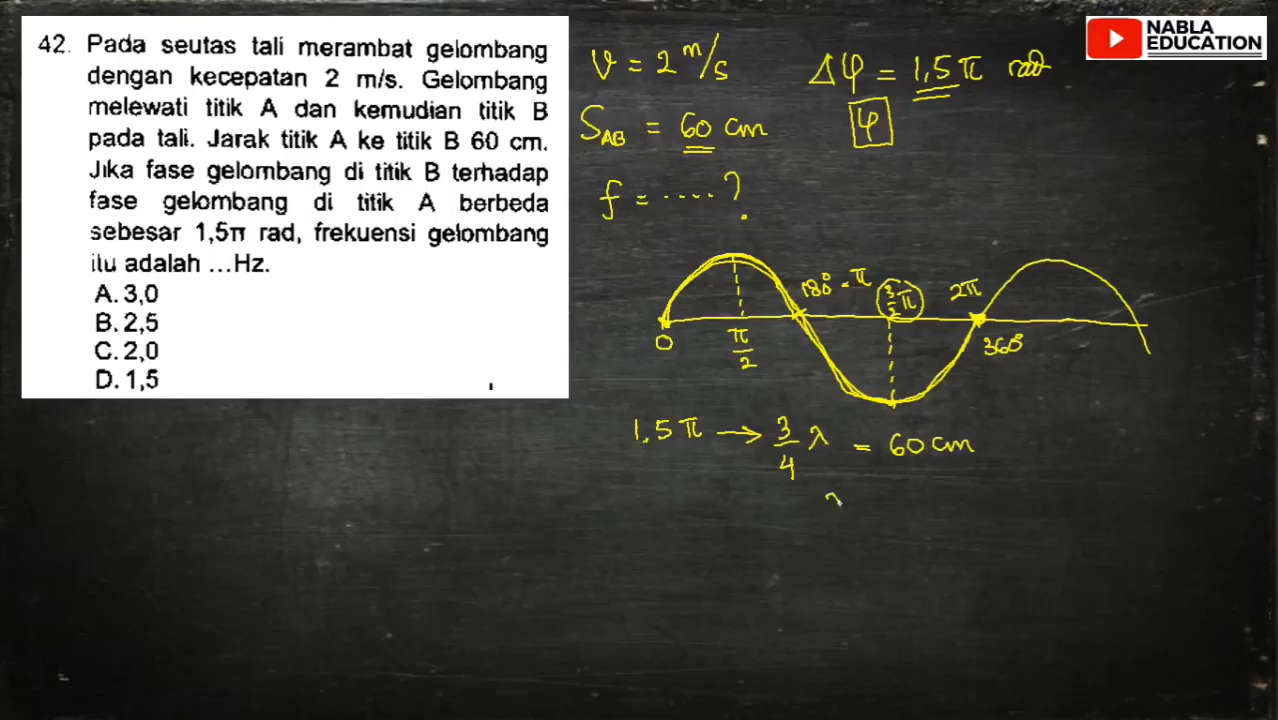 42. Pada seutas tali merambat gelombang
dengan kecepatan 2 m/s. Gelombang
melewati titik A dan kemudian titik B
pada tali. Jarak titik A ke titik B 60 cm.
Jika fase gelombang di titik B terhadap
fase gelombang di titik A berbeda
sebesar 1,5π rad, frekuensi gelombang
itu adalah ...Hz.
A. 3,0
B. 2,5
C. 2,0
D. 1,5
NABLA
EDUCATION
v = 2 m/s
Δφ = 1,5 π rad
S_AB = 60 cm
φ
f = ..... ?
180° = π
3/2 π
2π
0
π/2
360°
1,5 π → 3/4 λ = 60 cm